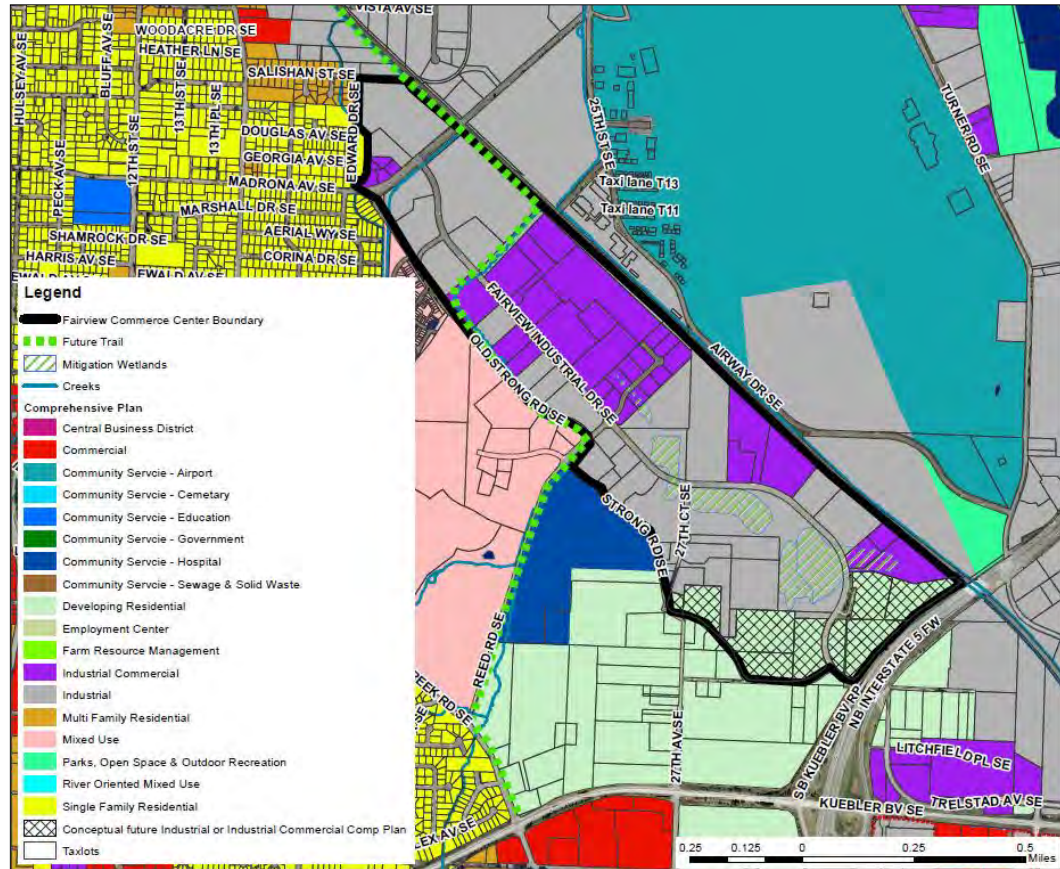 VISTA AV SE
WOODACRE DR SE
HEATHER LN SE
HULSEY AV SE
BLUFF AV SE
13TH ST SE
SALISHAN ST SE
EDWARD DR SE
25TH ST SE
TURNER RD SE
12TH ST SE
13TH PL SE
DOUGLAS AV SE
GEORGIA AV SE
PECK AV SE
MADRONA AV SE
Taxi lane T13
MARSHALL DR SE
Taxi lane T11
SHAMROCK DR SE
AERIAL WY SE
HARRIS AV SE
CORINA DR SE
EWALD AV SE
FAIRVIEW INDUSTRIAL DR SE
OLD STRONG RD SE
AIRWAY DR SE
STRONG RD SE
27TH CT SE
REED RD SE
EEK RD SE
SE
27TH AV SE
SB KUEBLER BV RP
NB INTERSTATE 5 FW
LITCHFIELD PL SE
KUEBLER BV SE
TRELSTAD AV SE
LEX AV SE
Legend
Fairview Commerce Center Boundary
Future Trail
Mitigation Wetlands
Creeks
Comprehensive Plan
Central Business District
Commercial
Community Servcie - Airport
Community Servcie - Cemetary
Community Servcie - Education
Community Servcie - Government
Community Servcie - Hospital
Community Servcie - Sewage & Solid Waste
Developing Residential
Employment Center
Farm Resource Management
Industrial Commercial
Industrial
Multi Family Residential
Mixed Use
Parks, Open Space & Outdoor Recreation
River Oriented Mixed Use
Single Family Residential
Conceptual future Industrial or Industrial Commercial Comp Plan
Taxlots
0.25 0.125 0 0.25 0.5
Miles